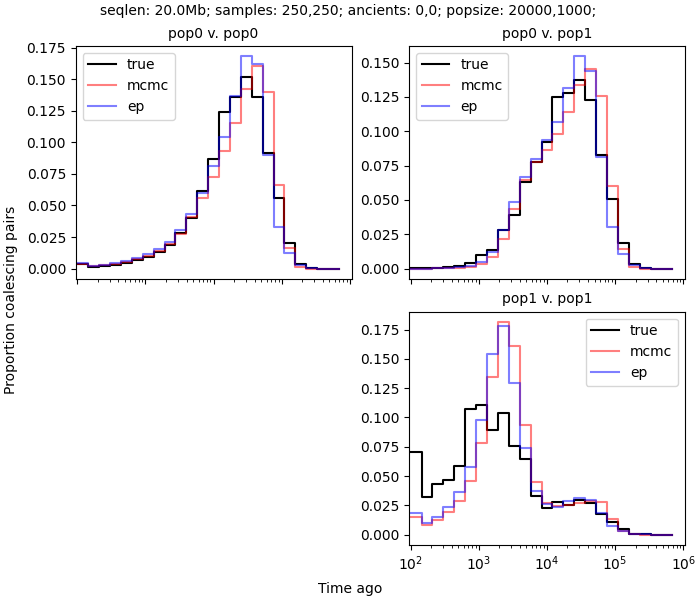 seqlen: 20.0Mb; samples: 250,250; ancients: 0,0; popsize: 20000,1000;
pop0 v. pop0
0.175
0.150
0.125
0.100
0.075
0.050
0.025
0.000
true
mcmc
ep
pop0 v. pop1
0.150
0.125
0.100
0.075
0.050
0.025
0.000
true
mcmc
ep
Proportion coalescing pairs
pop1 v. pop1
0.175
0.150
0.125
0.100
0.075
0.050
0.025
0.000
true
mcmc
ep
10² 10³ 10⁴ 10⁵ 10⁶
Time ago